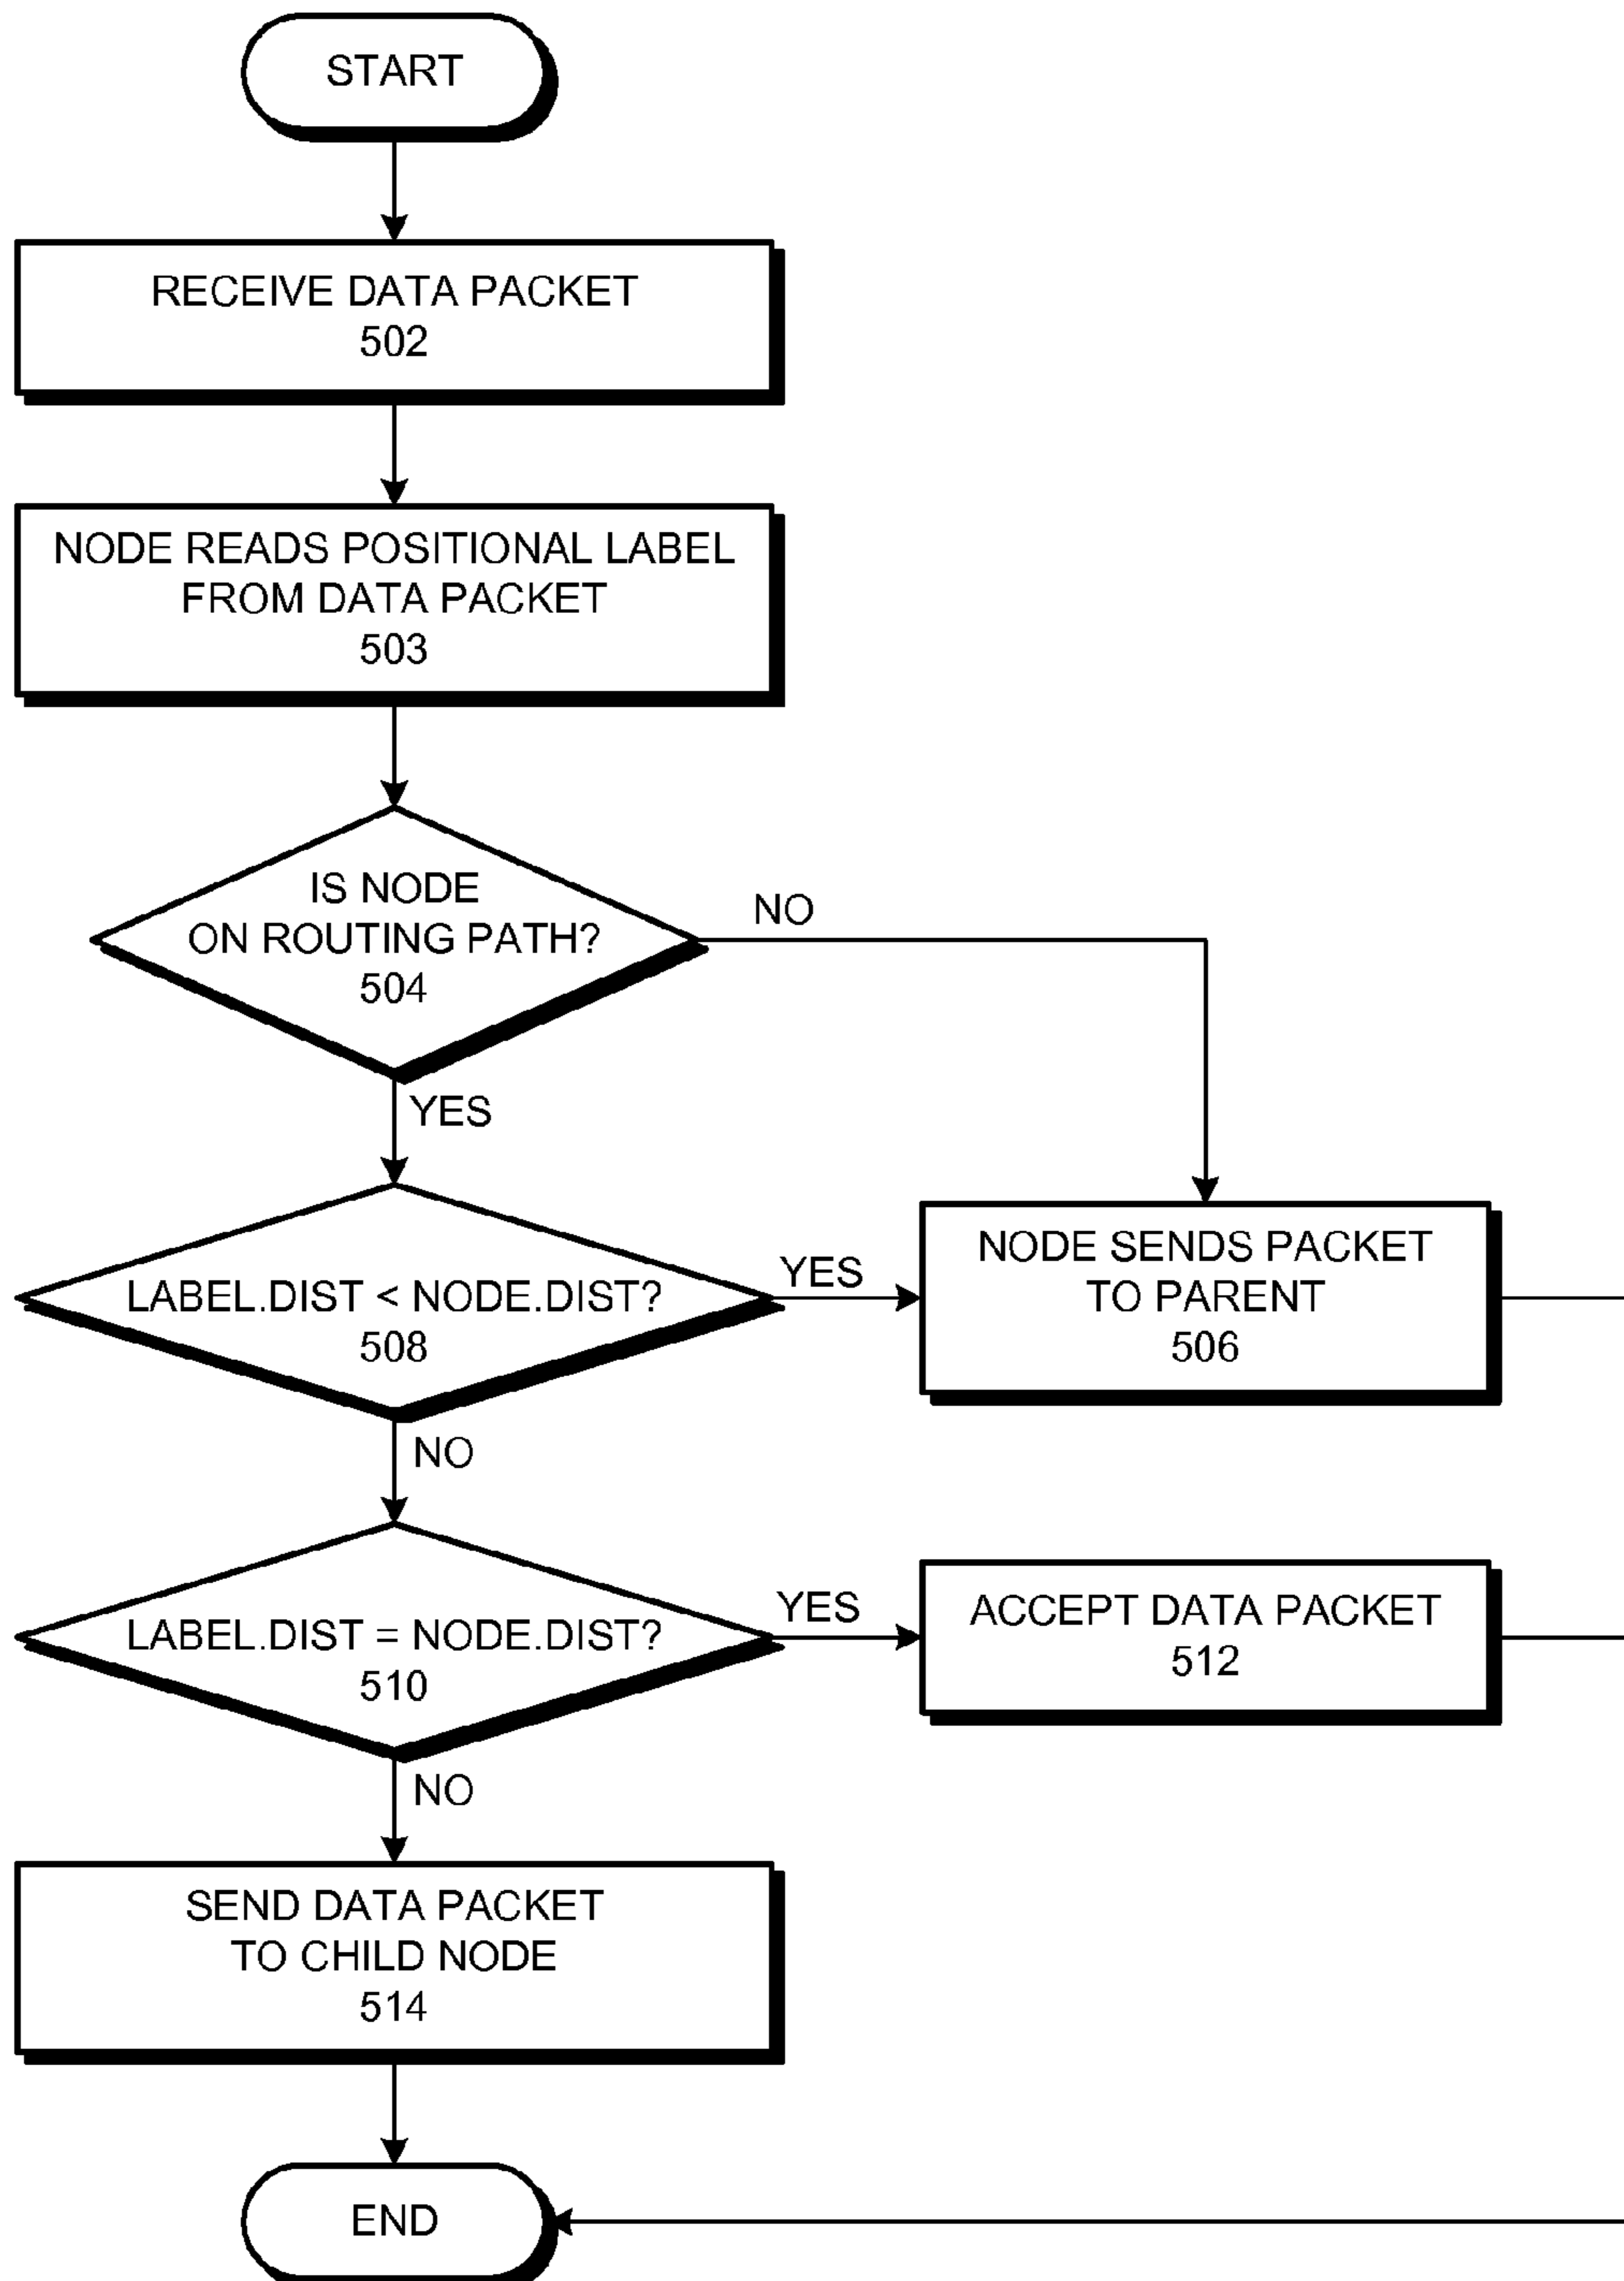 START
RECEIVE DATA PACKET
502
NODE READS POSITIONAL LABEL
FROM DATA PACKET
503
IS NODE
ON ROUTING PATH?
504
NO
YES
LABEL.DIST < NODE.DIST?
508
YES
NODE SENDS PACKET
TO PARENT
506
NO
LABEL.DIST = NODE.DIST?
510
YES
ACCEPT DATA PACKET
512
NO
SEND DATA PACKET
TO CHILD NODE
514
END